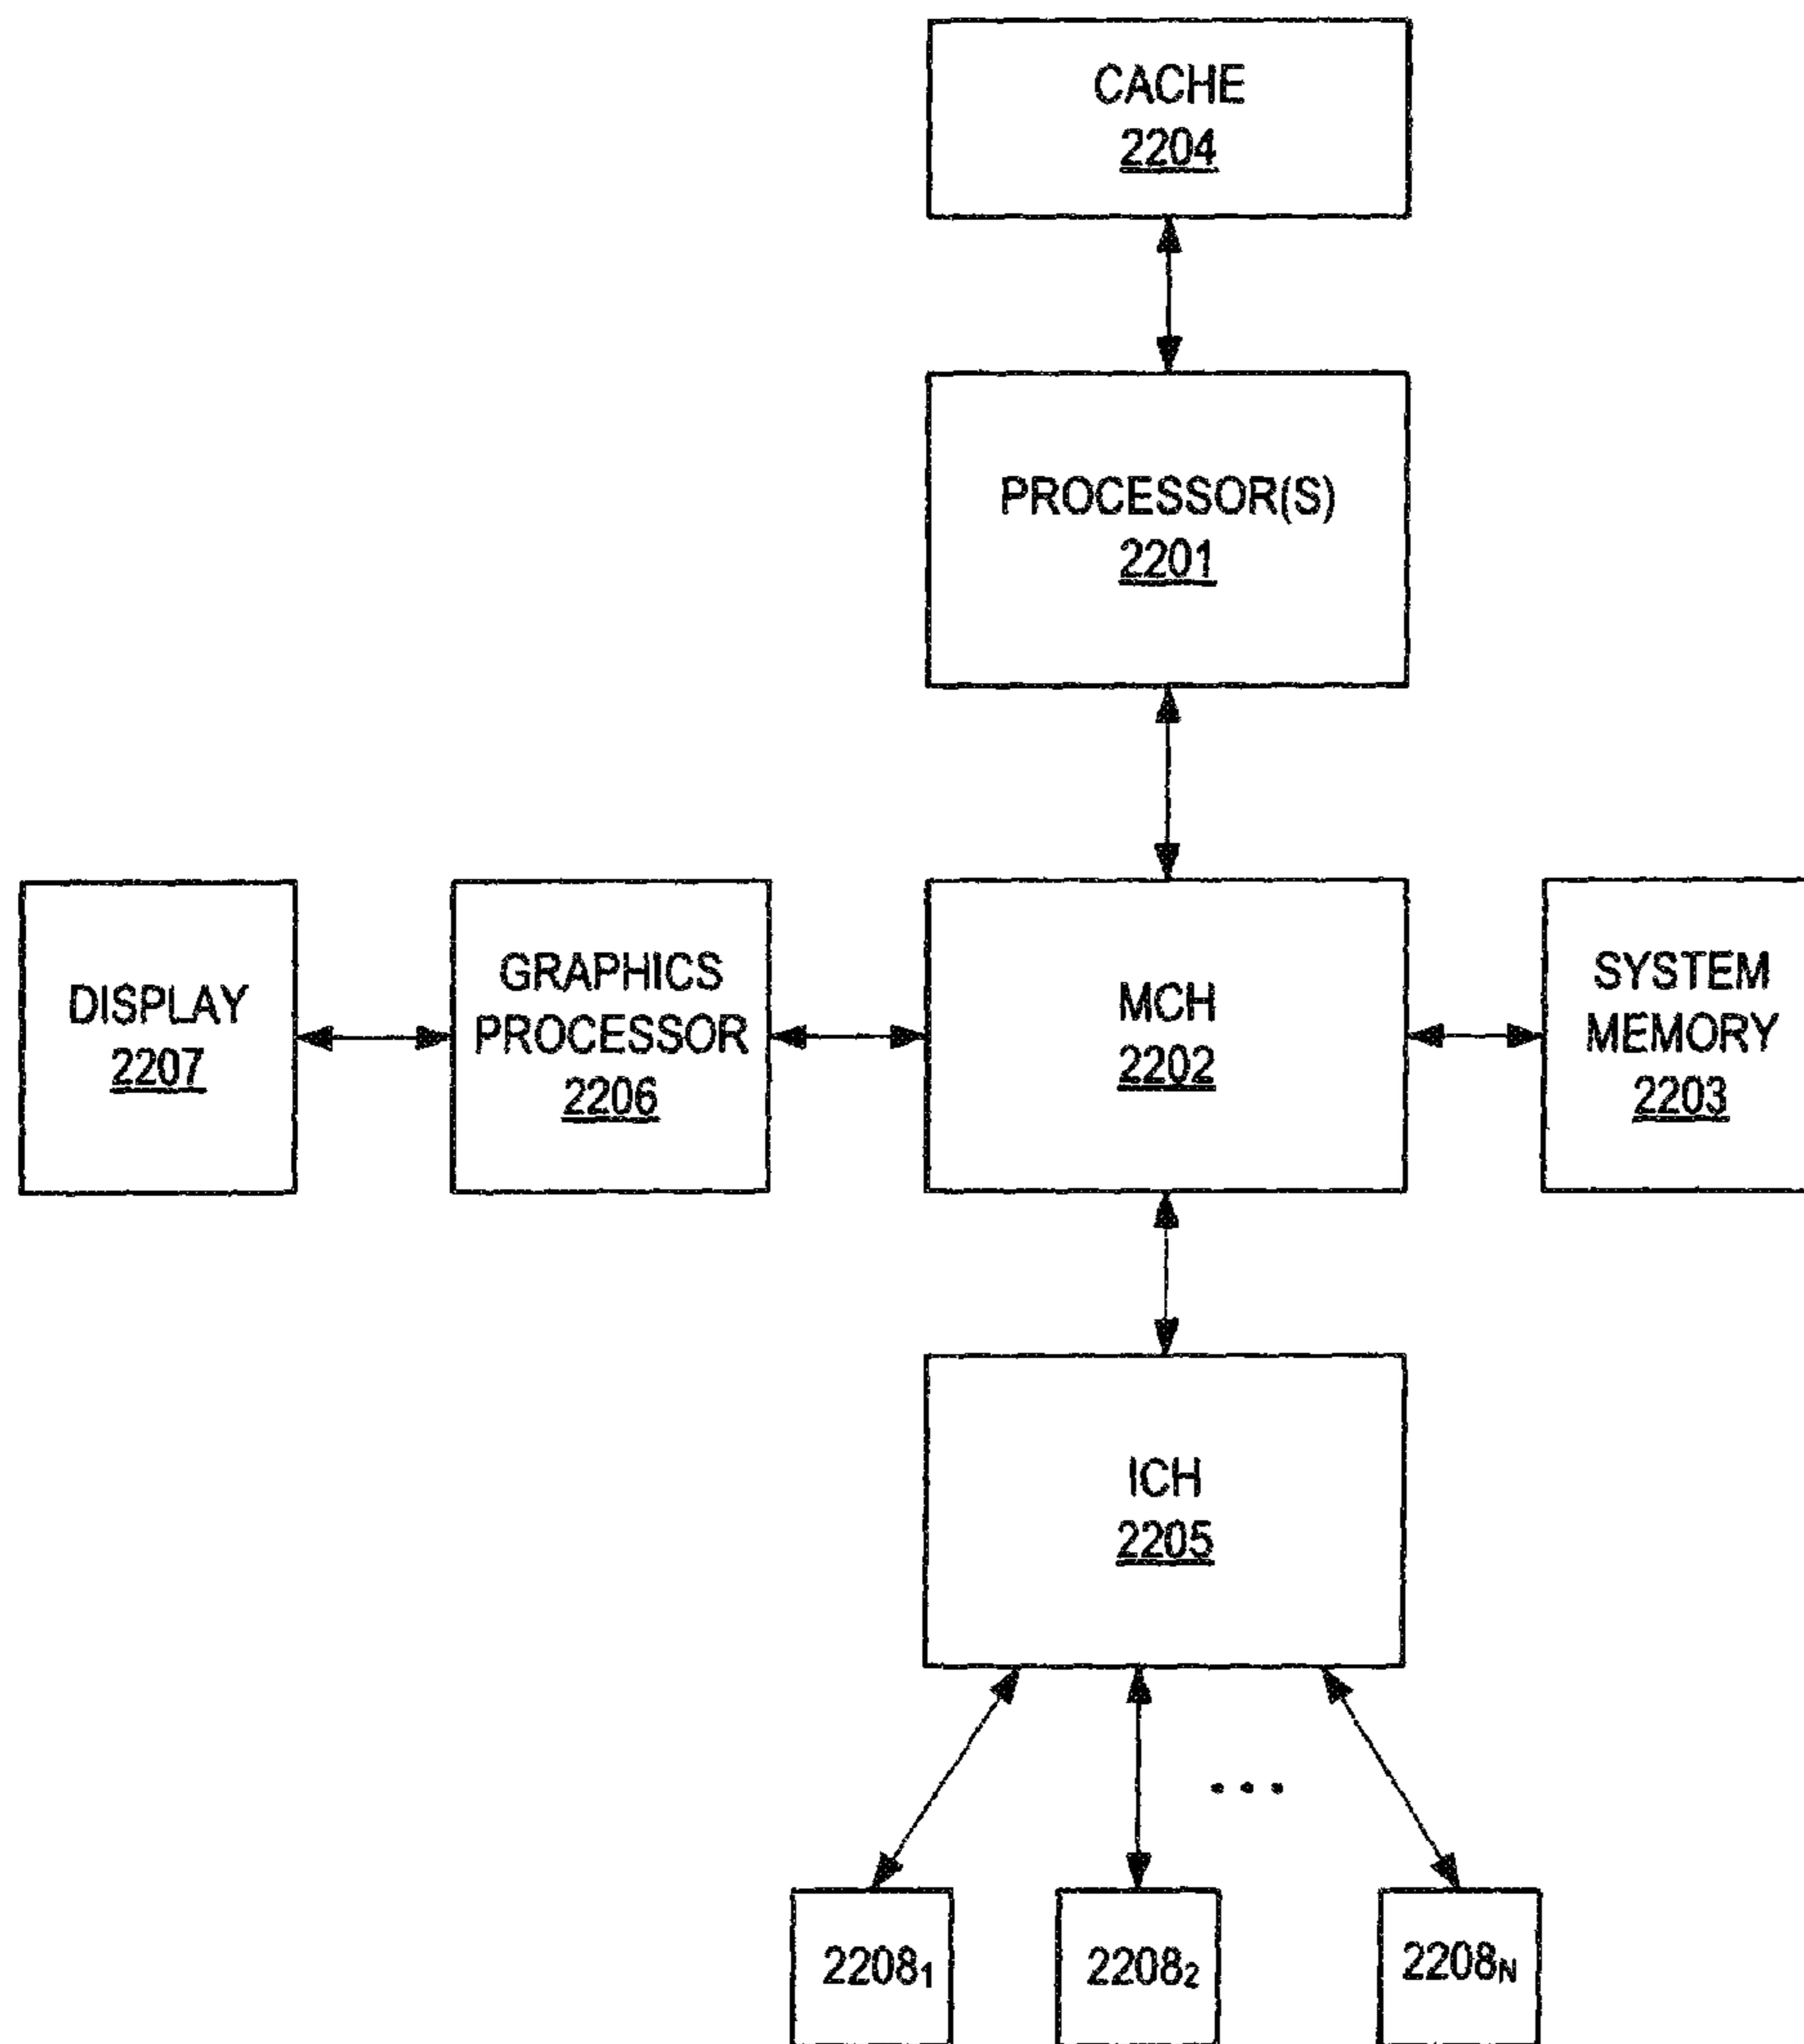 CACHE
2204
PROCESSOR(S)
2201
DISPLAY
2207
GRAPHICS
PROCESSOR
2206
MCH
2202
SYSTEM
MEMORY
2203
ICH
2205
• • •
2208₁
2208₂
2208N